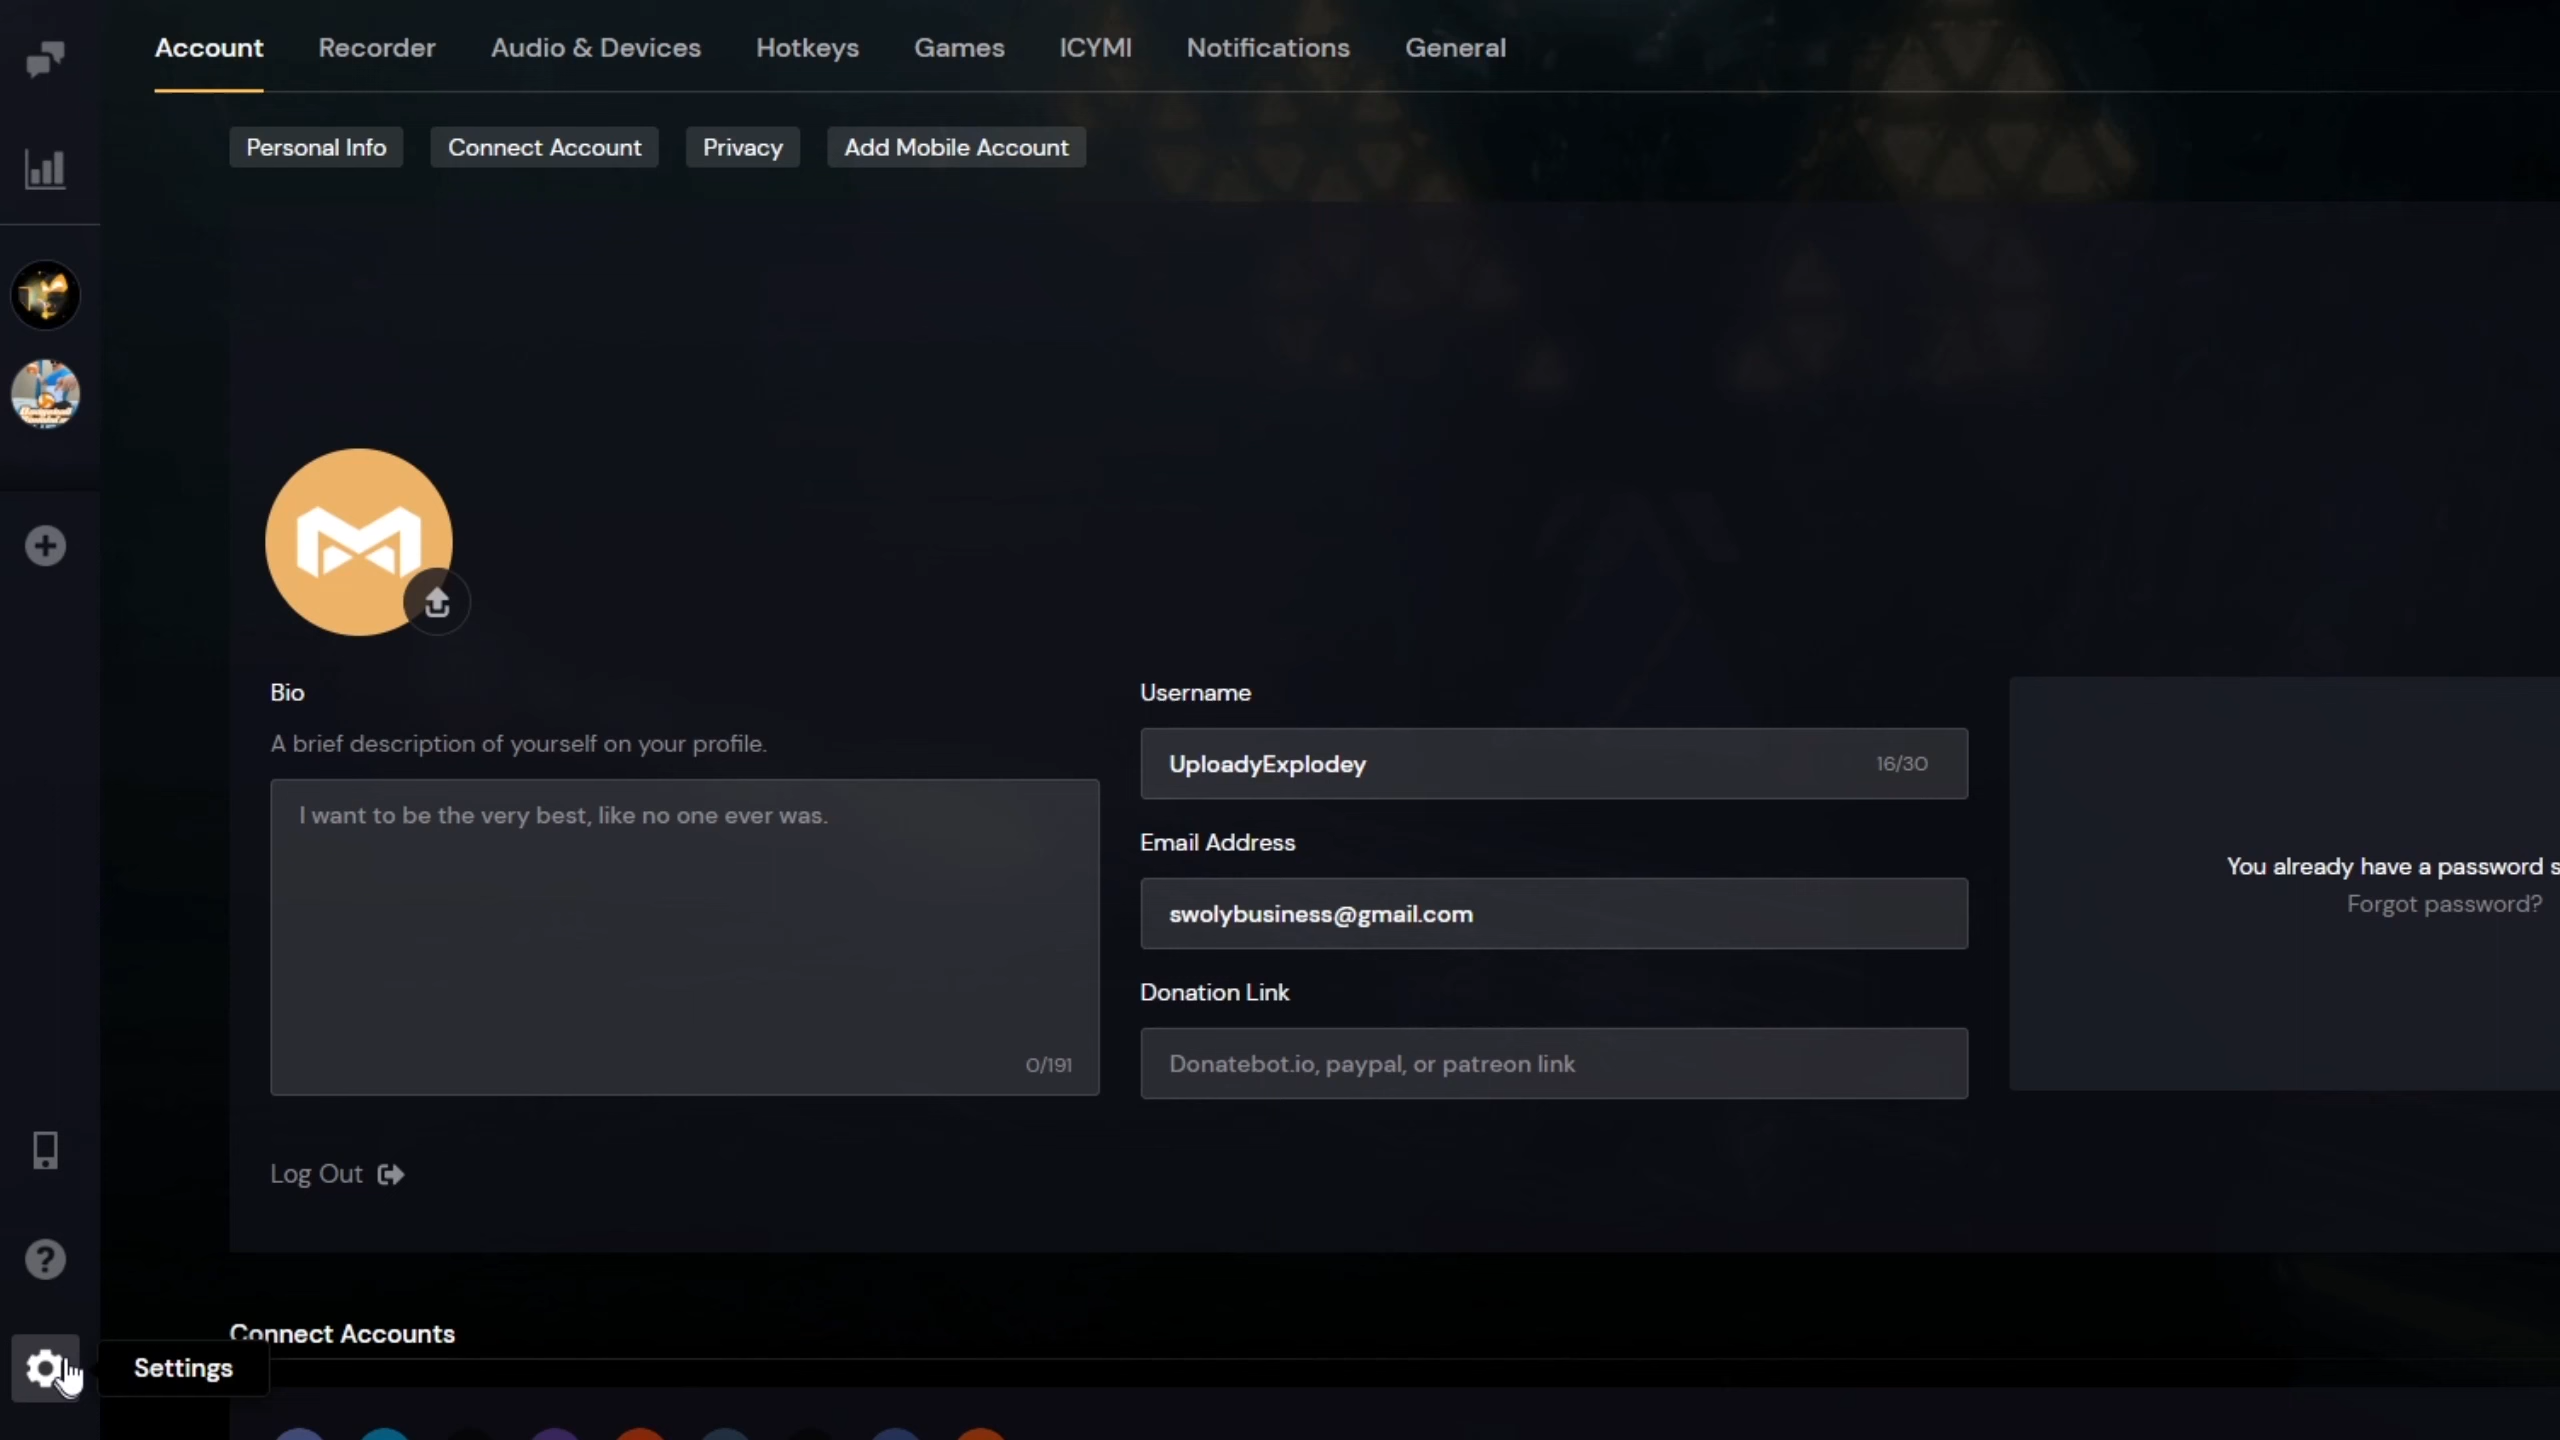 Account Recorder Audio & Devices Hotkeys Games ICYMI Notifications General
Personal Info Connect Account Privacy Add Mobile Account
Bio
A brief description of yourself on your profile.
I want to be the very best, like no one ever was.
0/191
Username
UploadyExplodey 16/30
Email Address
swolybusiness@gmail.com
Donation Link
Donatebot.io, paypal, or patreon link
You already have a password s
Forgot password?
Log Out
Connect Accounts
Settings